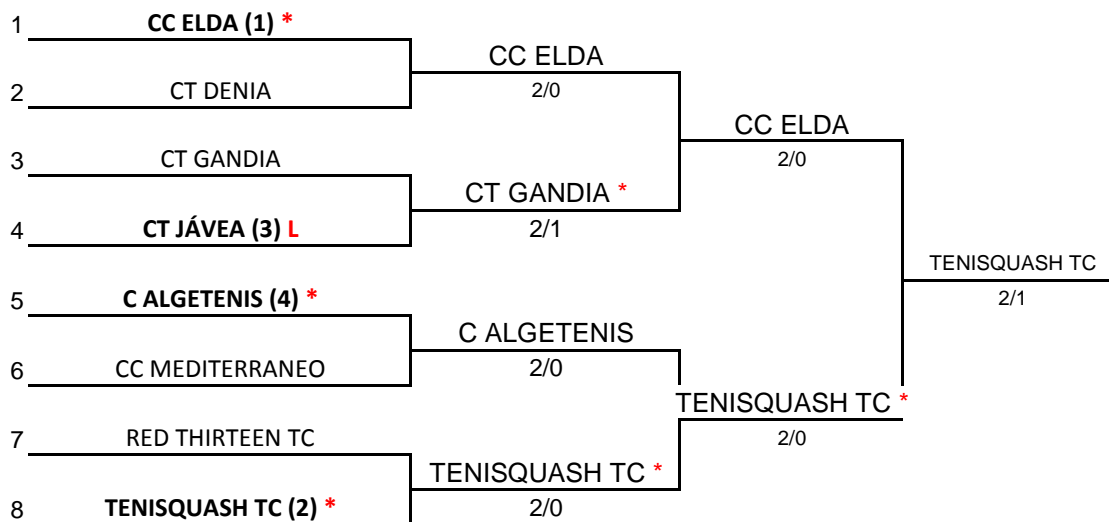 1 CC ELDA (1) *
CC ELDA
2/0
2 CT DENIA
CC ELDA
2/0
3 CT GANDIA
CT GANDIA *
2/1
4 CT JÁVEA (3) L
TENISQUASH TC
2/1
5 C ALGETENIS (4) *
C ALGETENIS
2/0
6 CC MEDITERRANEO
TENISQUASH TC *
2/0
7 RED THIRTEEN TC
TENISQUASH TC *
2/0
8 TENISQUASH TC (2) *